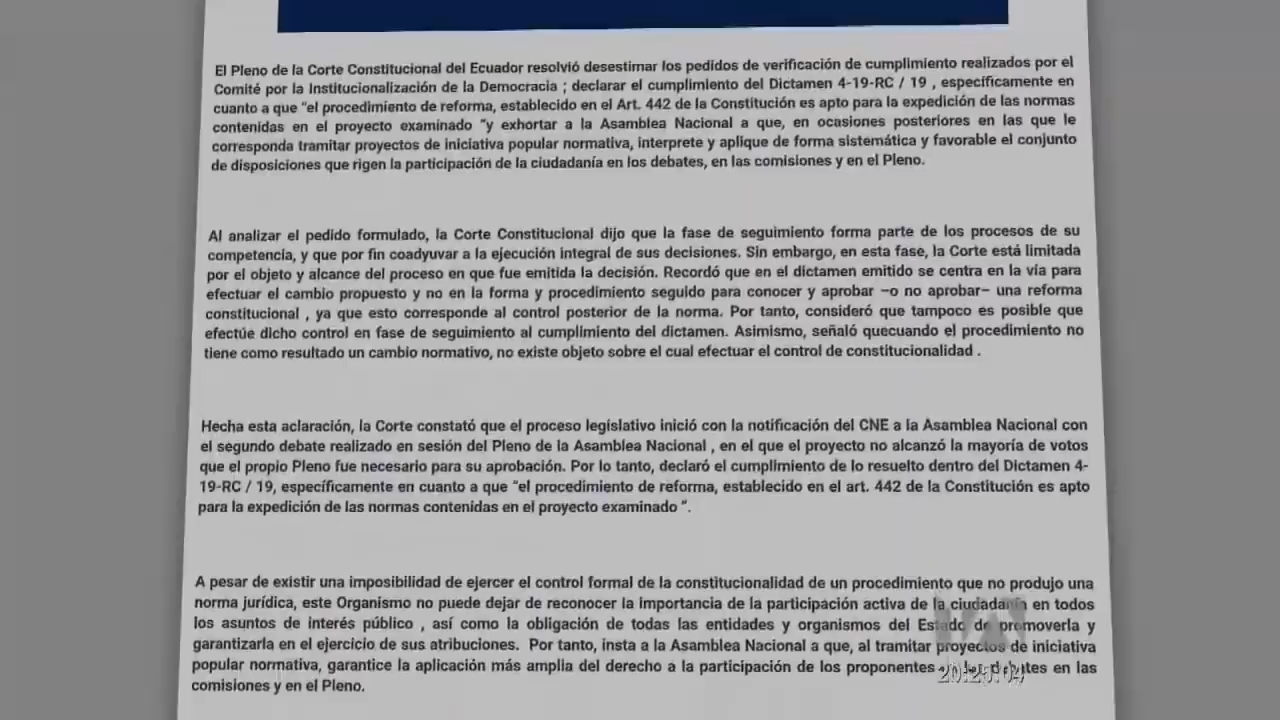 El Pleno de la Corte Constitucional del Ecuador resolvió desestimar los pedidos de verificación de cumplimiento realizados por el
Comité por la Institucionalización de la Democracia ; declarar el cumplimiento del Dictamen 4-19-RC / 19 , específicamente en
cuanto a que “el procedimiento de reforma, establecido en el Art. 442 de la Constitución es apto para la expedición de las normas
contenidas en el proyecto examinado “y exhortar a la Asamblea Nacional a que, en ocasiones posteriores en las que le
corresponda tramitar proyectos de iniciativa popular normativa, interprete y aplique de forma sistemática y favorable el conjunto
de disposiciones que rigen la participación de la ciudadanía en los debates, en las comisiones y en el Pleno.
Al analizar el pedido formulado, la Corte Constitucional dijo que la fase de seguimiento forma parte de los procesos de su
competencia, y que por fin coadyuvar a la ejecución integral de sus decisiones. Sin embargo, en esta fase, la Corte está limitada
por el objeto y alcance del proceso en que fue emitida la decisión. Recordó que en el dictamen emitido se centra en la vía para
efectuar el cambio propuesto y no en la forma y procedimiento seguido para conocer y aprobar –o no aprobar– una reforma
constitucional , ya que esto corresponde al control posterior de la norma. Por tanto, consideró que tampoco es posible que
efectúe dicho control en fase de seguimiento al cumplimiento del dictamen. Asimismo, señaló quecuando el procedimiento no
tiene como resultado un cambio normativo, no existe objeto sobre el cual efectuar el control de constitucionalidad .
Hecha esta aclaración, la Corte constató que el proceso legislativo inició con la notificación del CNE a la Asamblea Nacional con
el segundo debate realizado en sesión del Pleno de la Asamblea Nacional , en el que el proyecto no alcanzó la mayoría de votos
que el propio Pleno fue necesario para su aprobación. Por lo tanto, declaró el cumplimiento de lo resuelto dentro del Dictamen 4-
19-RC / 19, específicamente en cuanto a que “el procedimiento de reforma, establecido en el art. 442 de la Constitución es apto
para la expedición de las normas contenidas en el proyecto examinado “.
A pesar de existir una imposibilidad de ejercer el control formal de la constitucionalidad de un procedimiento que no produjo una
norma jurídica, este Organismo no puede dejar de reconocer la importancia de la participación activa de la ciudadanía en todos
los asuntos de interés público , así como la obligación de todas las entidades y organismos del Estado de promoverla y
garantizarla en el ejercicio de sus atribuciones. Por tanto, insta a la Asamblea Nacional a que, al tramitar proyectos de iniciativa
popular normativa, garantice la aplicación más amplia del derecho a la participación de los proponentes debates en las
comisiones y en el Pleno.